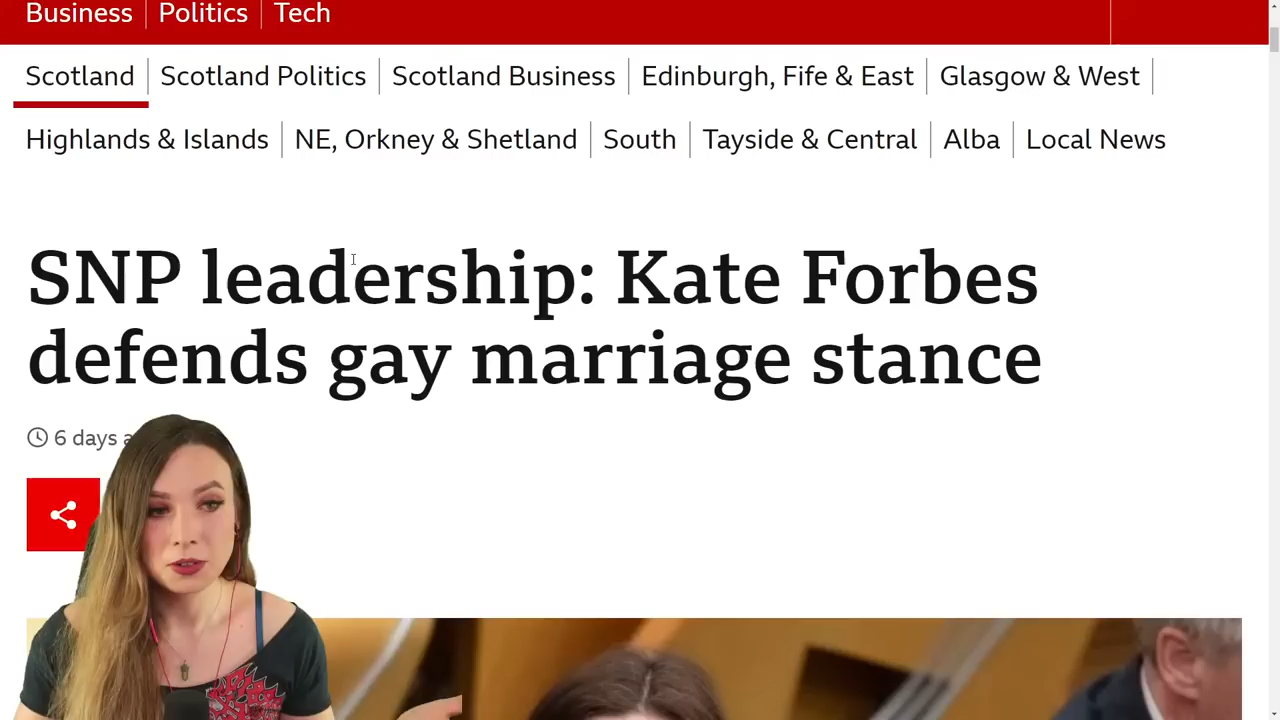 Business Politics Tech
Scotland Scotland Politics Scotland Business Edinburgh, Fife & East Glasgow & West
Highlands & Islands NE, Orkney & Shetland South Tayside & Central Alba Local News
SNP leadership: Kate Forbes
defends gay marriage stance
6 days